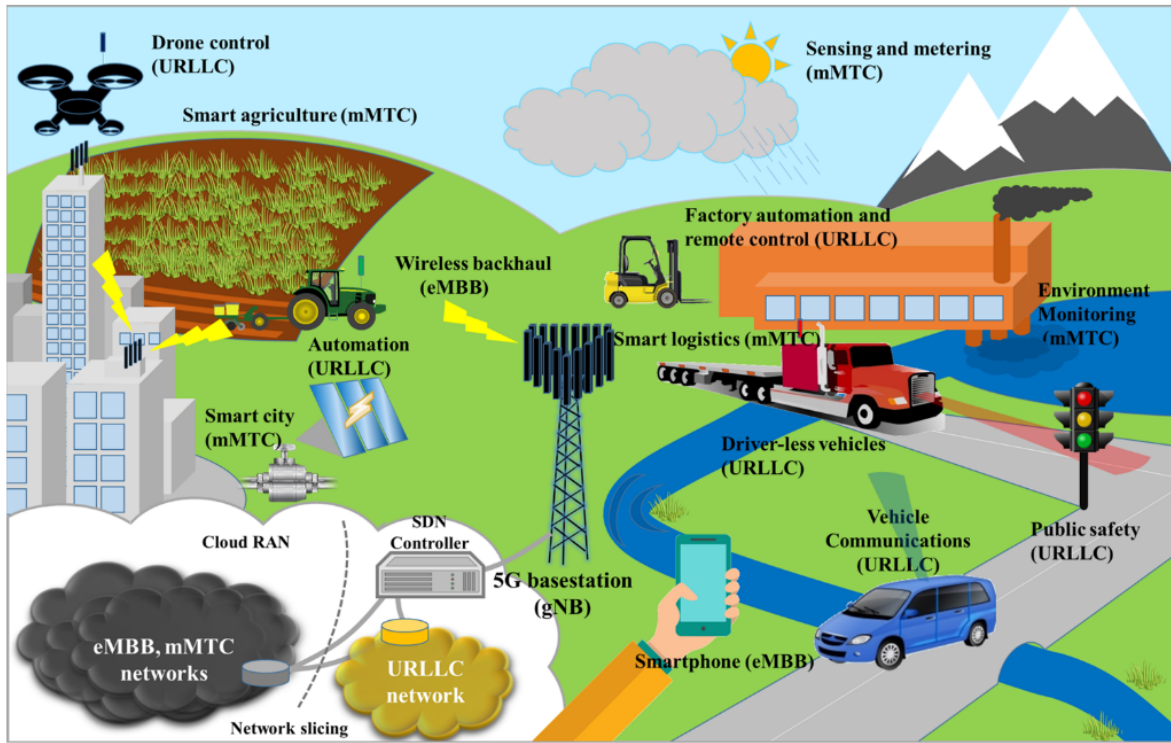 Drone control
(URLLC)
Sensing and metering
(mMTC)
Smart agriculture (mMTC)
Factory automation and
remote control (URLLC)
Wireless backhaul
(eMBB)
Environment
Monitoring
(mMTC)
Smart logistics (mMTC)
Automation
(URLLC)
Smart city
(mMTC)
Driver-less vehicles
(URLLC)
Vehicle
Communications
(URLLC)
Public safety
(URLLC)
Cloud RAN
SDN
Controller
5G basestation
(gNB)
eMBB, mMTC
networks
URLLC
network
Smartphone (eMBB)
Network slicing